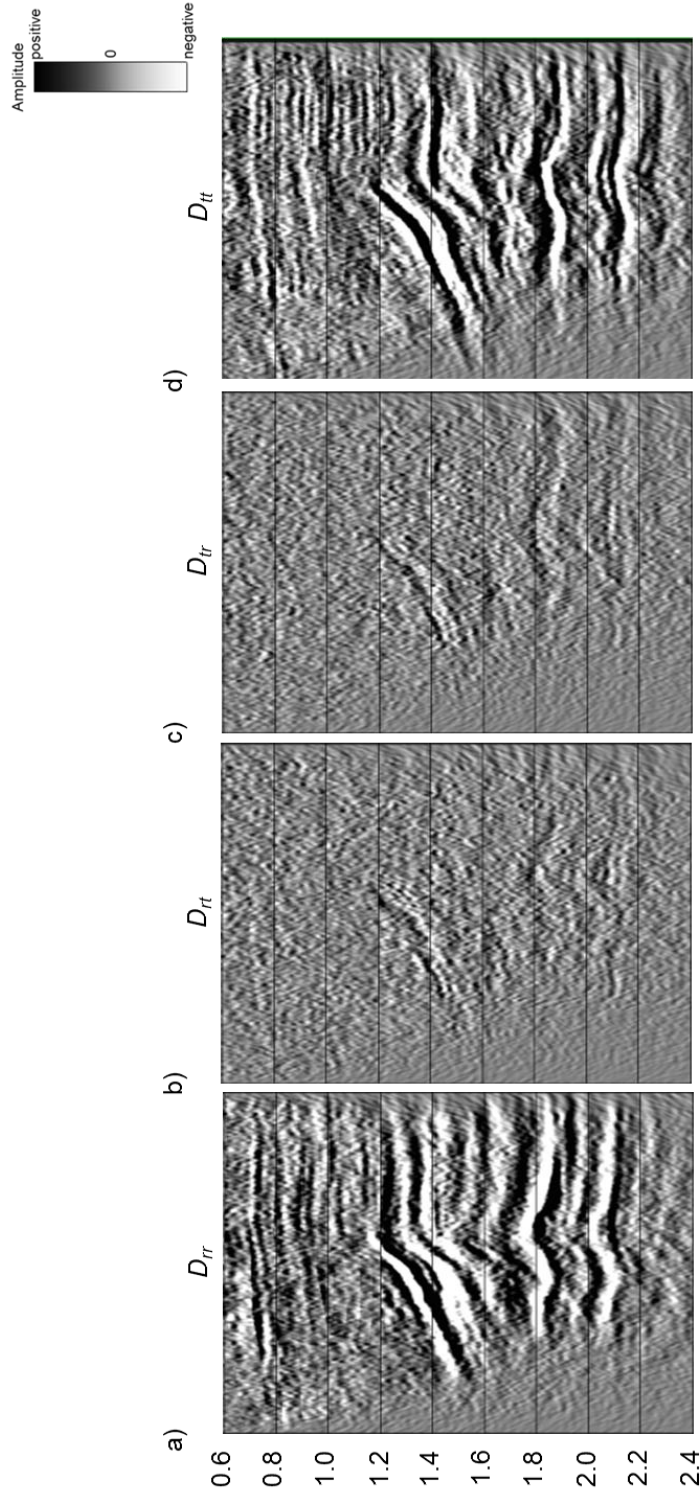 Amplitude
positive
0
negative
a)
D_rr
b)
D_rt
c)
D_tr
d)
D_tt
0.6
0.8
1.0
1.2
1.4
1.6
1.8
2.0
2.2
2.4